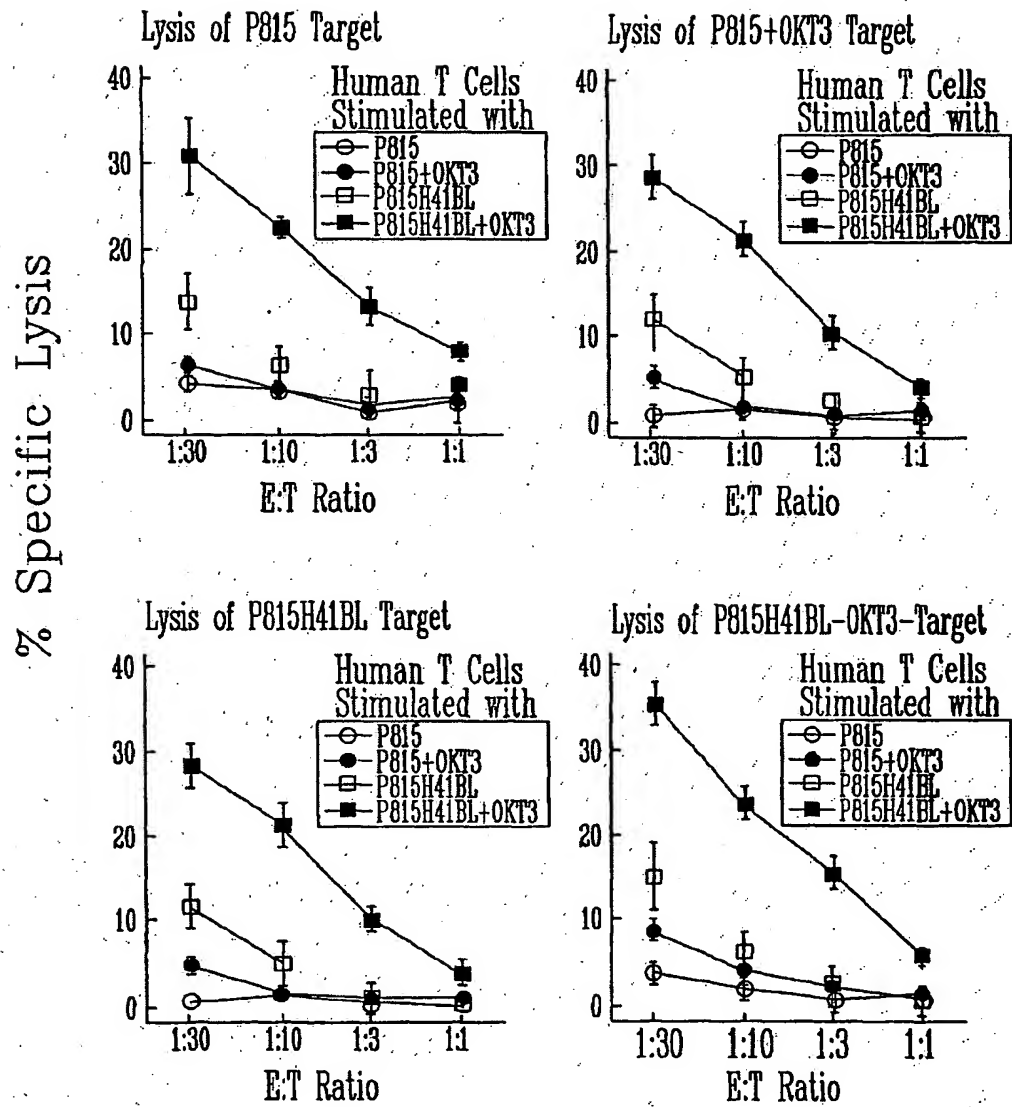 % Specific Lysis
Lysis of P815 Target
40
30
20
10
0
Human T Cells
Stimulated with
P815
P815+OKT3
P815H41BL
P815H41BL+OKT3
1:30 1:10 1:3 1:1
E:T Ratio
Lysis of P815+OKT3 Target
40
30
20
10
0
Human T Cells
Stimulated with
P815
P815+OKT3
P815H41BL
P815H41BL+OKT3
1:30 1:10 1:3 1:1
E:T Ratio
Lysis of P815H41BL Target
40
30
20
10
0
Human T Cells
Stimulated with
P815
P815+OKT3
P815H41BL
P815H41BL+OKT3
1:30 1:10 1:3 1:1
E:T Ratio
Lysis of P815H41BL-OKT3-Target
40
30
20
10
0
Human T Cells
Stimulated with
P815
P815+OKT3
P815H41BL
P815H41BL+OKT3
1:30 1:10 1:3 1:1
E:T Ratio